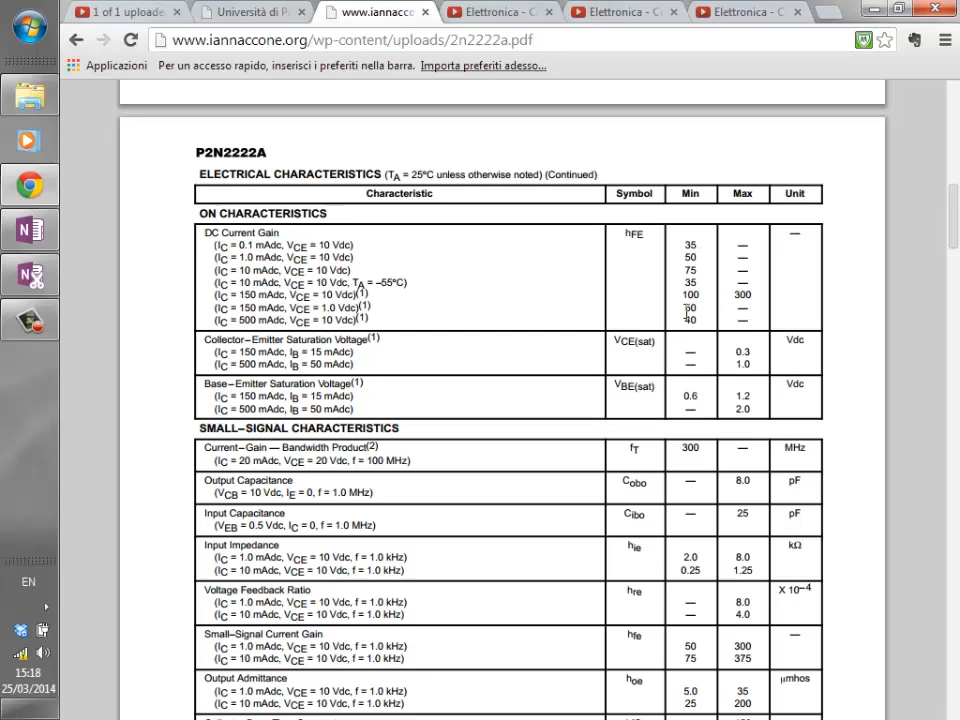 1 of 1 uploade
Università di P
www.iannacco
Elettronica - C
Elettronica - C
Elettronica - C
www.iannaccone.org/wp-content/uploads/2n2222a.pdf
Applicazioni Per un accesso rapido, inserisci i preferiti nella barra. Importa preferiti adesso...
P2N2222A
ELECTRICAL CHARACTERISTICS (TA = 25°C unless otherwise noted) (Continued)
Characteristic Symbol Min Max Unit
ON CHARACTERISTICS
DC Current Gain hFE —
(IC = 0.1 mAdc, VCE = 10 Vdc) 35 —
(IC = 1.0 mAdc, VCE = 10 Vdc) 50 —
(IC = 10 mAdc, VCE = 10 Vdc) 75 —
(IC = 10 mAdc, VCE = 10 Vdc, TA = –55°C) 35 —
(IC = 150 mAdc, VCE = 10 Vdc)(1) 100 300
(IC = 150 mAdc, VCE = 1.0 Vdc)(1) 50 —
(IC = 500 mAdc, VCE = 10 Vdc)(1) 40 —
Collector–Emitter Saturation Voltage(1) VCE(sat) Vdc
(IC = 150 mAdc, IB = 15 mAdc) — 0.3
(IC = 500 mAdc, IB = 50 mAdc) — 1.0
Base–Emitter Saturation Voltage(1) VBE(sat) Vdc
(IC = 150 mAdc, IB = 15 mAdc) 0.6 1.2
(IC = 500 mAdc, IB = 50 mAdc) — 2.0
SMALL–SIGNAL CHARACTERISTICS
Current–Gain — Bandwidth Product(2) fT 300 — MHz
(IC = 20 mAdc, VCE = 20 Vdc, f = 100 MHz)
Output Capacitance Cobo — 8.0 pF
(VCB = 10 Vdc, IE = 0, f = 1.0 MHz)
Input Capacitance Cibo — 25 pF
(VEB = 0.5 Vdc, IC = 0, f = 1.0 MHz)
Input Impedance hie kΩ
(IC = 1.0 mAdc, VCE = 10 Vdc, f = 1.0 kHz) 2.0 8.0
(IC = 10 mAdc, VCE = 10 Vdc, f = 1.0 kHz) 0.25 1.25
Voltage Feedback Ratio hre X 10–4
(IC = 1.0 mAdc, VCE = 10 Vdc, f = 1.0 kHz) — 8.0
(IC = 10 mAdc, VCE = 10 Vdc, f = 1.0 kHz) — 4.0
Small–Signal Current Gain hfe —
(IC = 1.0 mAdc, VCE = 10 Vdc, f = 1.0 kHz) 50 300
(IC = 10 mAdc, VCE = 10 Vdc, f = 1.0 kHz) 75 375
Output Admittance hoe µmhos
(IC = 1.0 mAdc, VCE = 10 Vdc, f = 1.0 kHz) 5.0 35
(IC = 10 mAdc, VCE = 10 Vdc, f = 1.0 kHz) 25 200
EN
15:18
25/03/2014